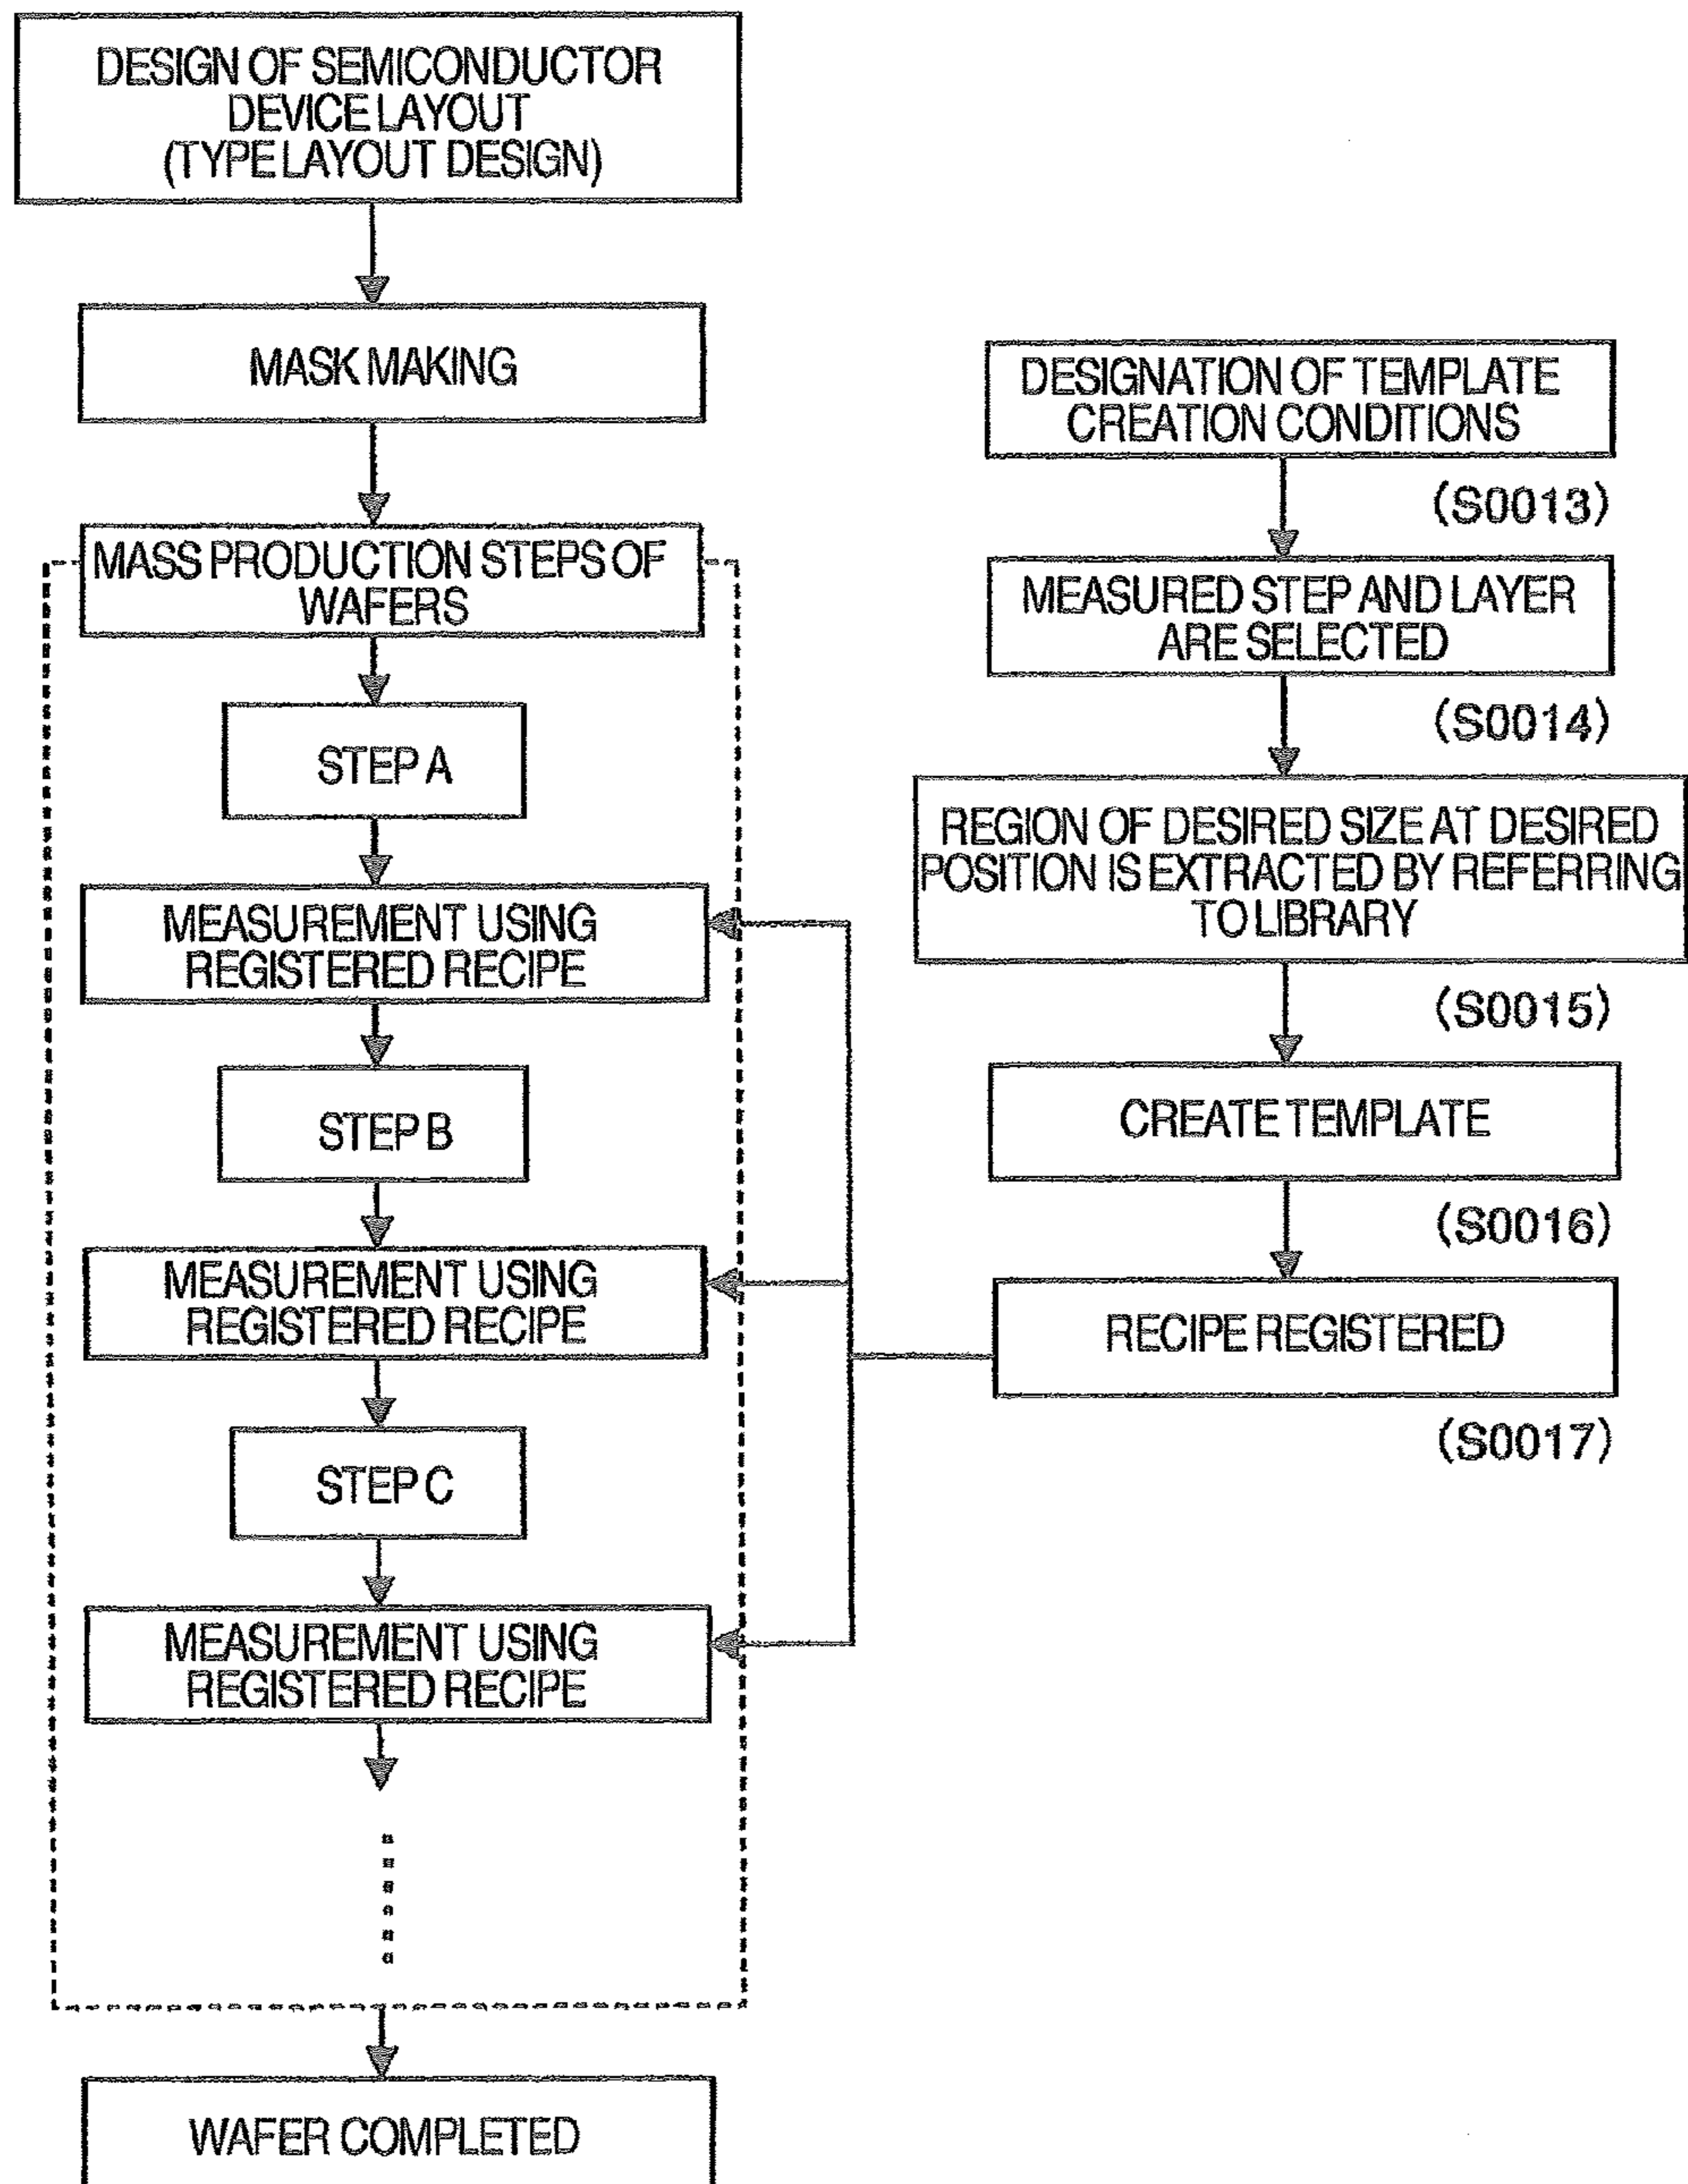 DESIGN OF SEMICONDUCTOR
DEVICE LAYOUT
(TYPE LAYOUT DESIGN)
MASK MAKING
MASS PRODUCTION STEPS OF
WAFERS
STEP A
MEASUREMENT USING
REGISTERED RECIPE
STEP B
MEASUREMENT USING
REGISTERED RECIPE
STEP C
MEASUREMENT USING
REGISTERED RECIPE
WAFER COMPLETED
DESIGNATION OF TEMPLATE
CREATION CONDITIONS
(S0013)
MEASURED STEP AND LAYER
ARE SELECTED
(S0014)
REGION OF DESIRED SIZE AT DESIRED
POSITION IS EXTRACTED BY REFERRING
TO LIBRARY
(S0015)
CREATE TEMPLATE
(S0016)
RECIPE REGISTERED
(S0017)